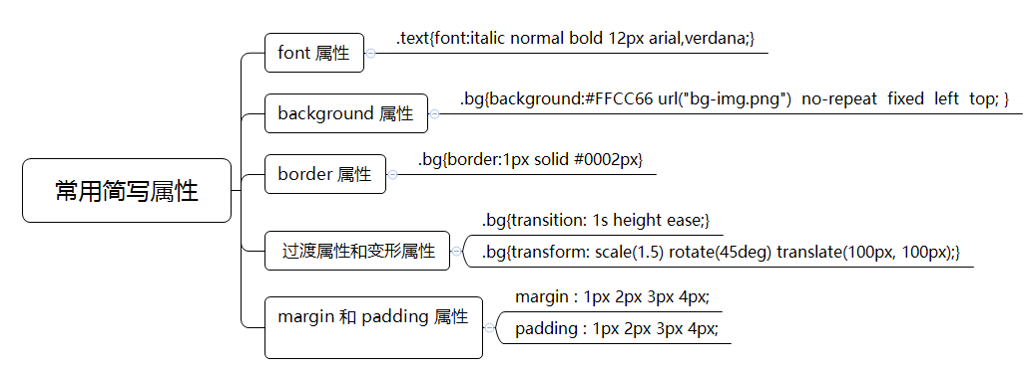 常用简写属性
font 属性
.text{font:italic normal bold 12px arial,verdana;}
background 属性
.bg{background:#FFCC66 url("bg-img.png") no-repeat fixed left top; }
border 属性
.bg{border:1px solid #0002px}
过渡属性和变形属性
.bg{transition: 1s height ease;}
.bg{transform: scale(1.5) rotate(45deg) translate(100px, 100px);}
margin 和 padding 属性
margin : 1px 2px 3px 4px;
padding : 1px 2px 3px 4px;